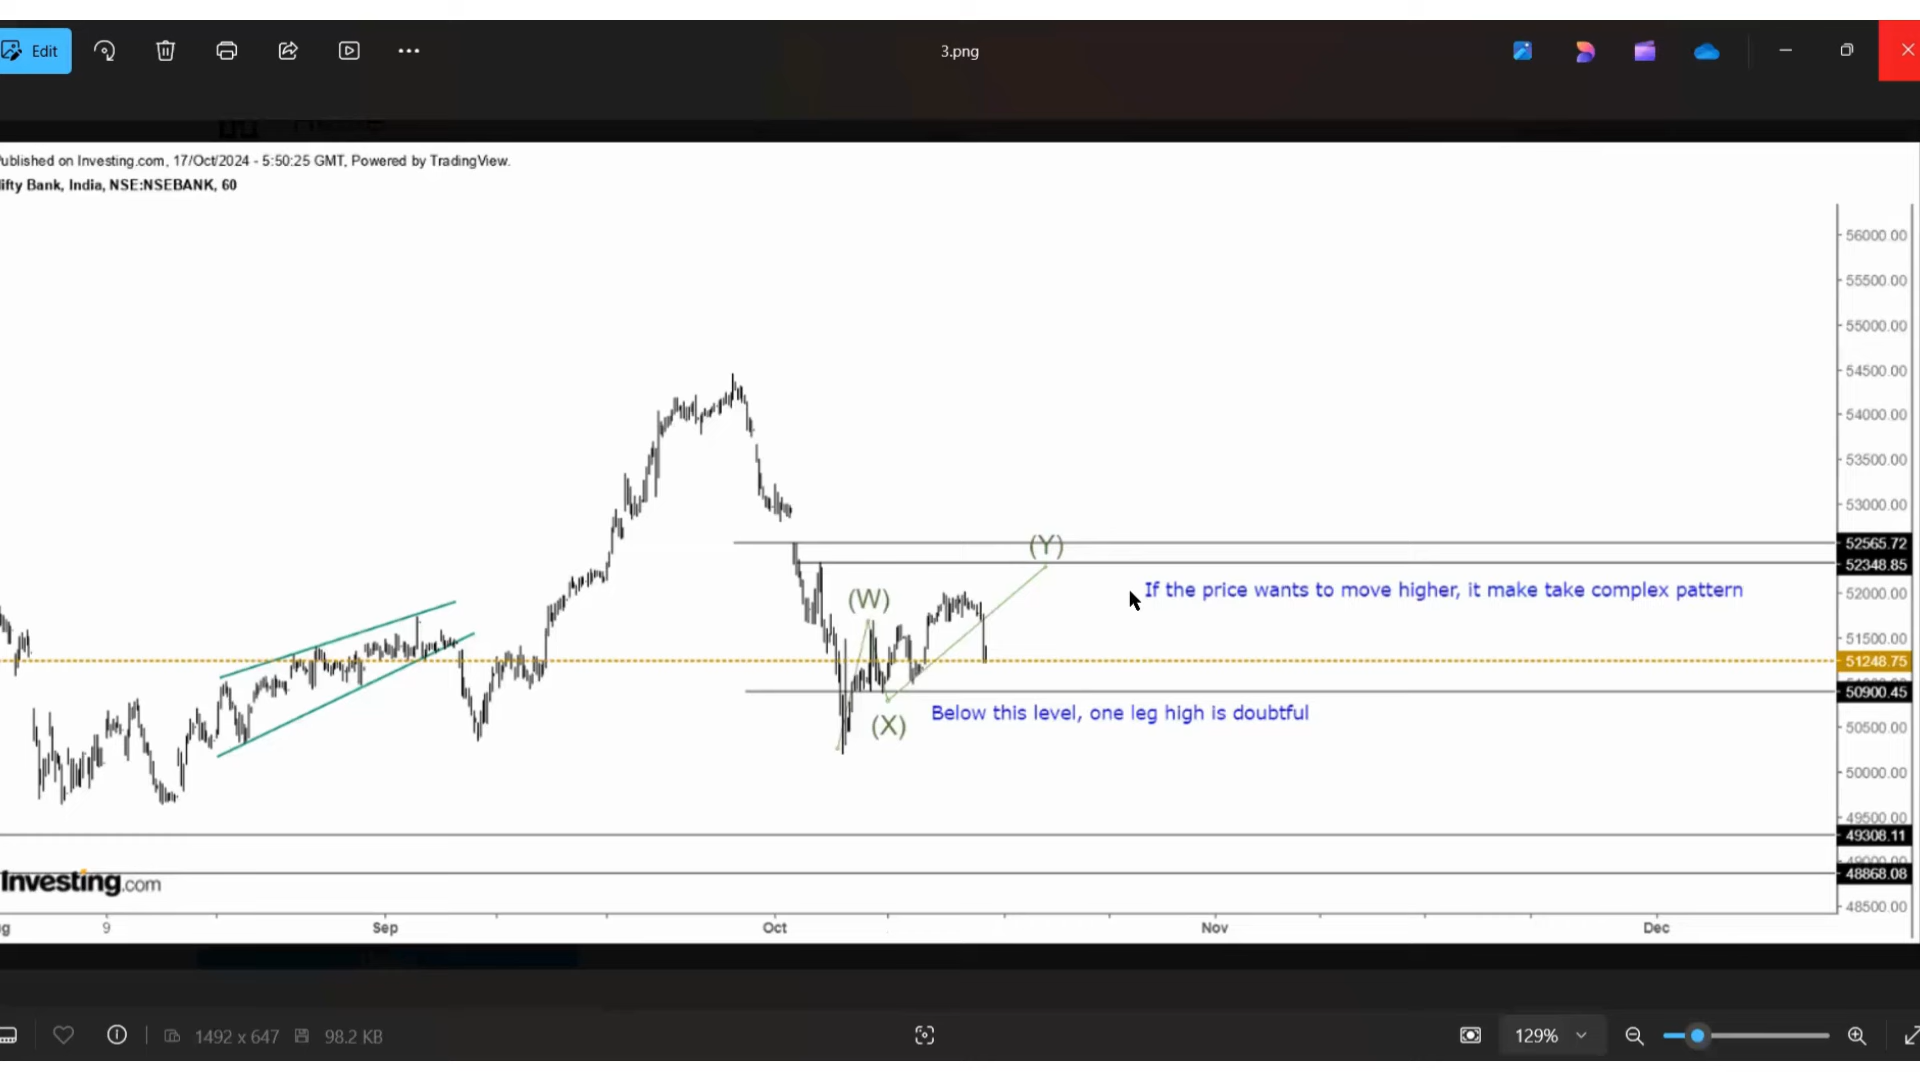 Edit
3.png
ublished on Investing.com, 17/Oct/2024 - 5:50:25 GMT, Powered by TradingView.
ifty Bank, India, NSE:NSEBANK, 60
56000.00
55500.00
55000.00
54500.00
54000.00
53500.00
53000.00
52565.72
(Y)
52348.85
If the price wants to move higher, it make take complex pattern
52000.00
(W)
51500.00
51248.75
50900.45
Below this level, one leg high is doubtful
(X)
50500.00
50000.00
49500.00
49308.11
49000.00
48868.08
Investing.com
48500.00
g 9 Sep Oct Nov Dec
1492 x 647 98.2 KB
129%